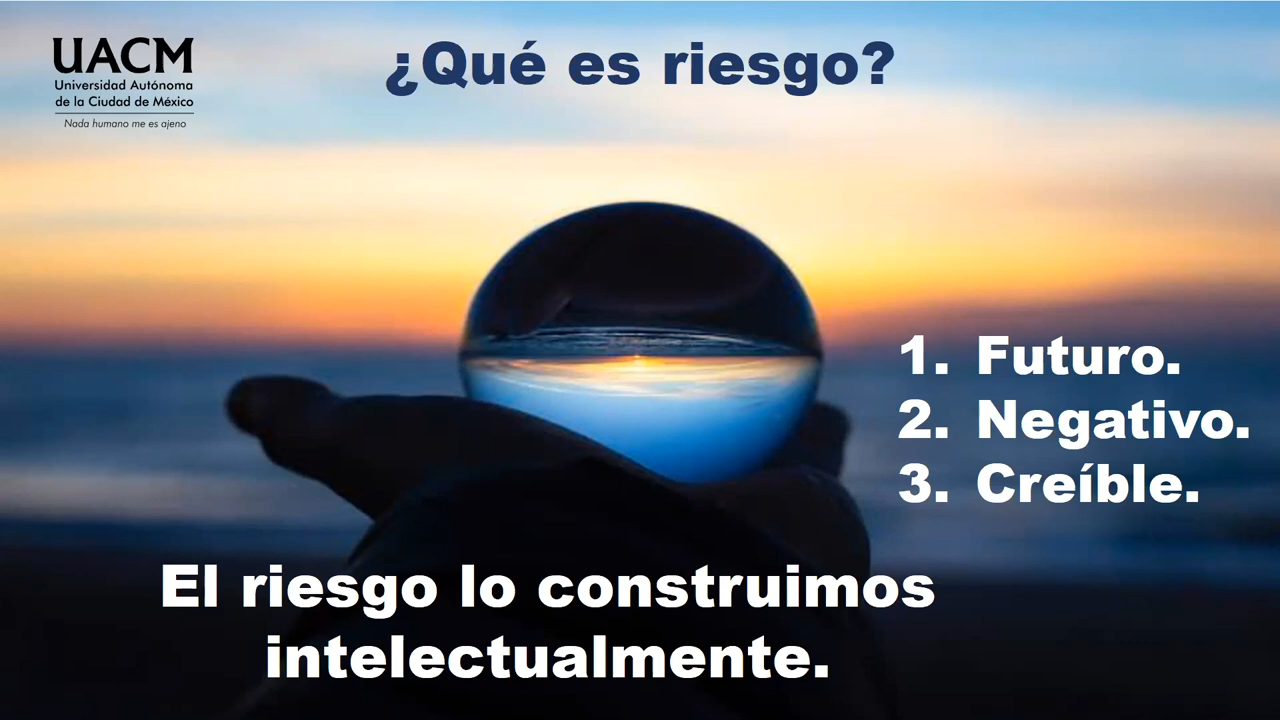 UACM
Universidad Autónoma
de la Ciudad de México
Nada humano me es ajeno
¿Qué es riesgo?
1. Futuro.
2. Negativo.
3. Creíble.
El riesgo lo construimos
intelectualmente.